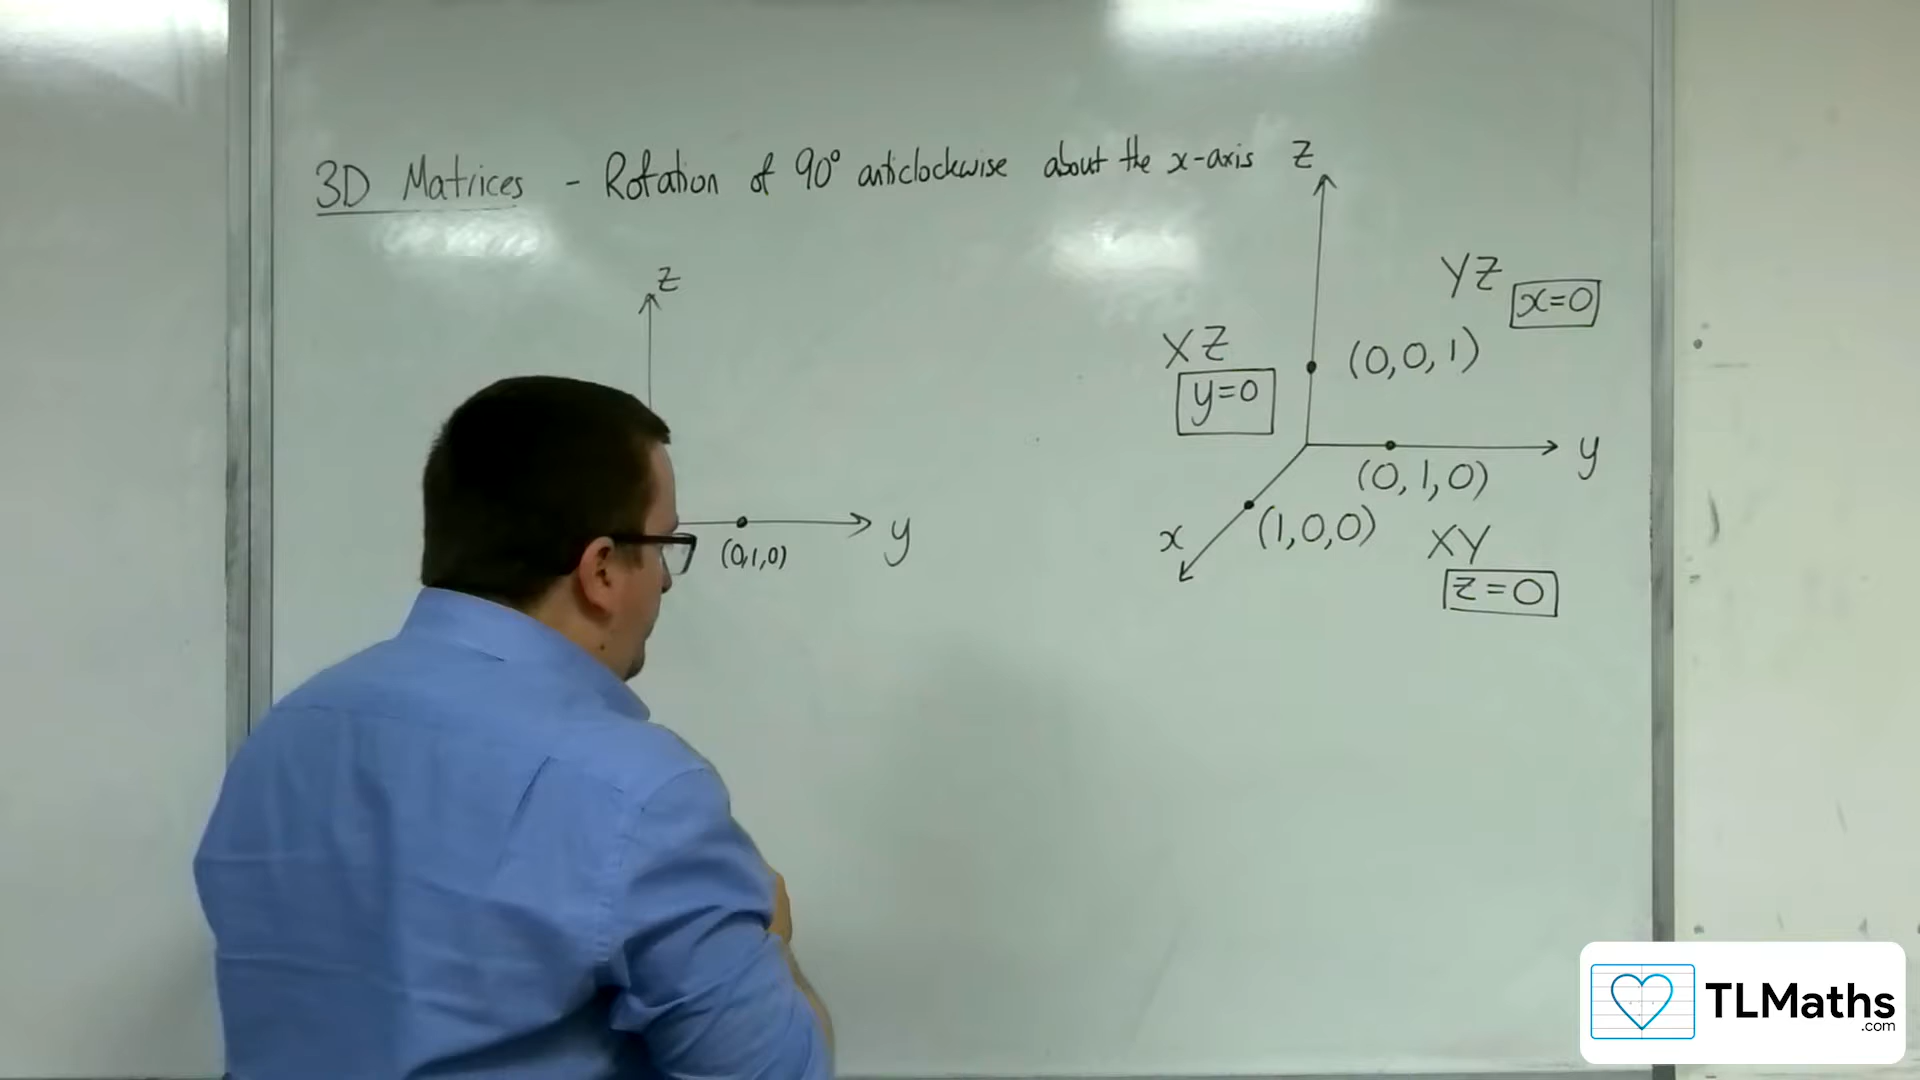 3D Matrices - Rotation of 90° anticlockwise about the x-axis
z
y
(0,1,0)
z
YZ
x=0
XZ
y=0
(0,0,1)
y
(0,1,0)
x
(1,0,0)
XY
z=0
TLMaths
.com